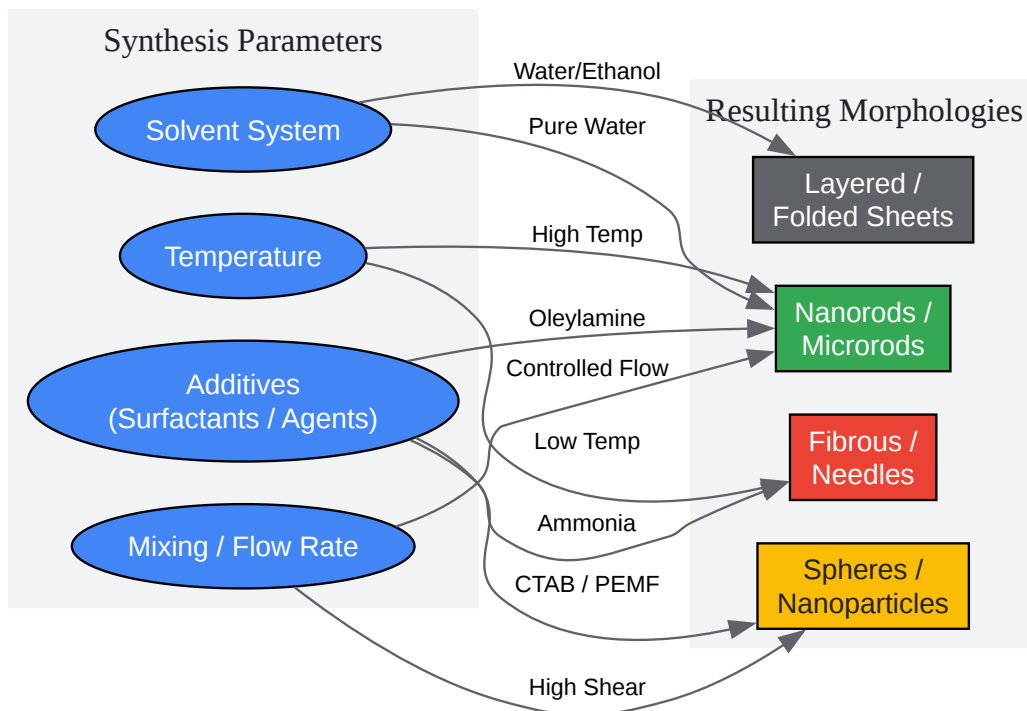 Synthesis Parameters
Solvent System
Temperature
Additives
(Surfactants / Agents)
Mixing / Flow Rate
Water/Ethanol
Pure Water
High Temp
Oleylamine
Controlled Flow
Low Temp
Ammonia
CTAB / PEMF
High Shear
Resulting Morphologies
Layered /
Folded Sheets
Nanorods /
Microrods
Fibrous /
Needles
Spheres /
Nanoparticles